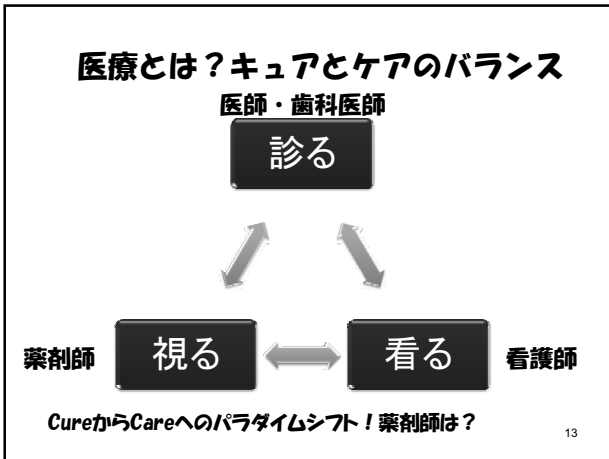 医療とは？キュアとケアのバランス
医師・歯科医師
診る
薬剤師
視る
看る
看護師
CureからCareへのパラダイムシフト！薬剤師は？
13